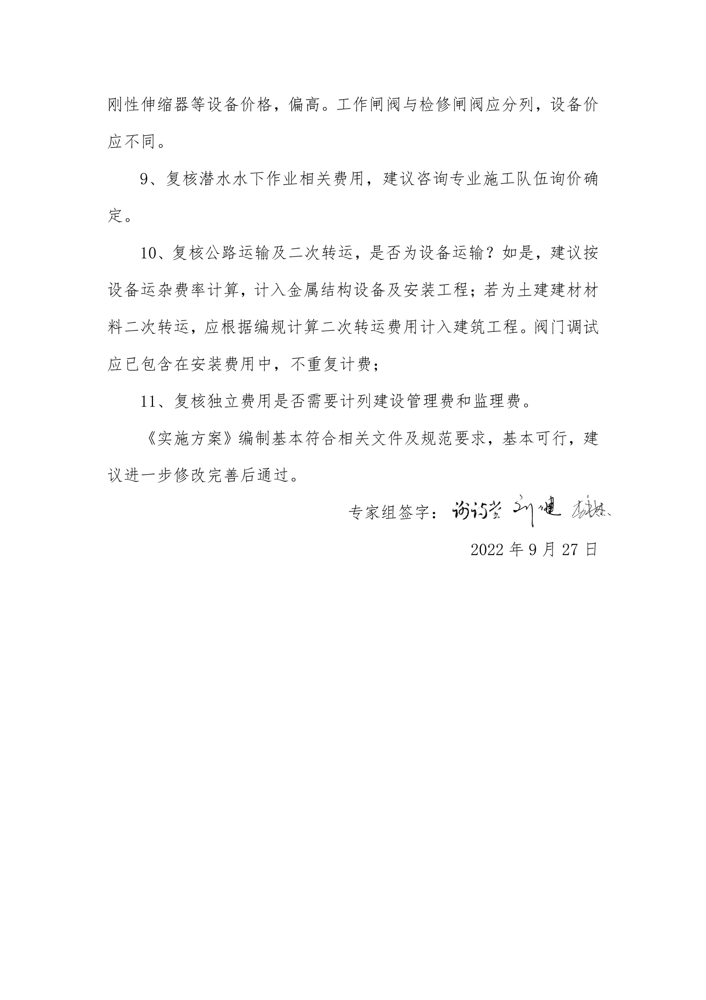 刚性伸缩器等设备价格，偏高。工作闸阀与检修闸阀应分列，设备价
应不同。
9、复核潜水水下作业相关费用，建议咨询专业施工队伍询价确
定。
10、复核公路运输及二次转运，是否为设备运输？如是，建议按
设备运杂费率计算，计入金属结构设备及安装工程；若为土建建材材
料二次转运，应根据编规计算二次转运费用计入建筑工程。阀门调试
应已包含在安装费用中，不重复计费；
11、复核独立费用是否需要计列建设管理费和监理费。
《实施方案》编制基本符合相关文件及规范要求，基本可行，建
议进一步修改完善后通过。
专家组签字： 刘健
2022 年 9 月 27 日